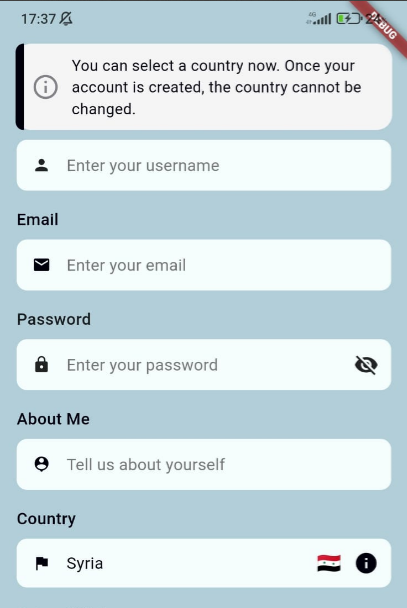 17:37
DEBUG
You can select a country now. Once your
account is created, the country cannot be
changed.
Enter your username
Email
Enter your email
Password
Enter your password
About Me
Tell us about yourself
Country
Syria